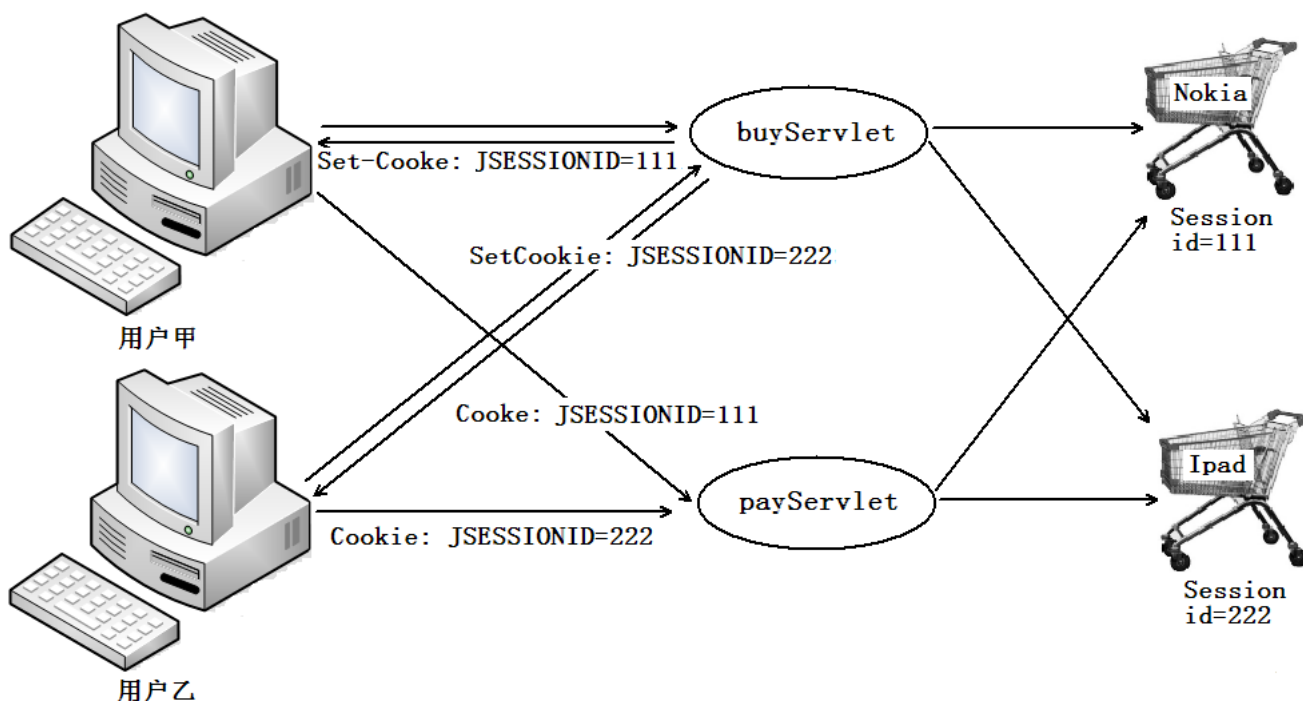 Nokia
buyServlet
Set-Cooke: JSESSIONID=111
Session
id=111
SetCookie: JSESSIONID=222
用户甲
Cooke: JSESSIONID=111
Ipad
payServlet
Cookie: JSESSIONID=222
Session
id=222
用户乙